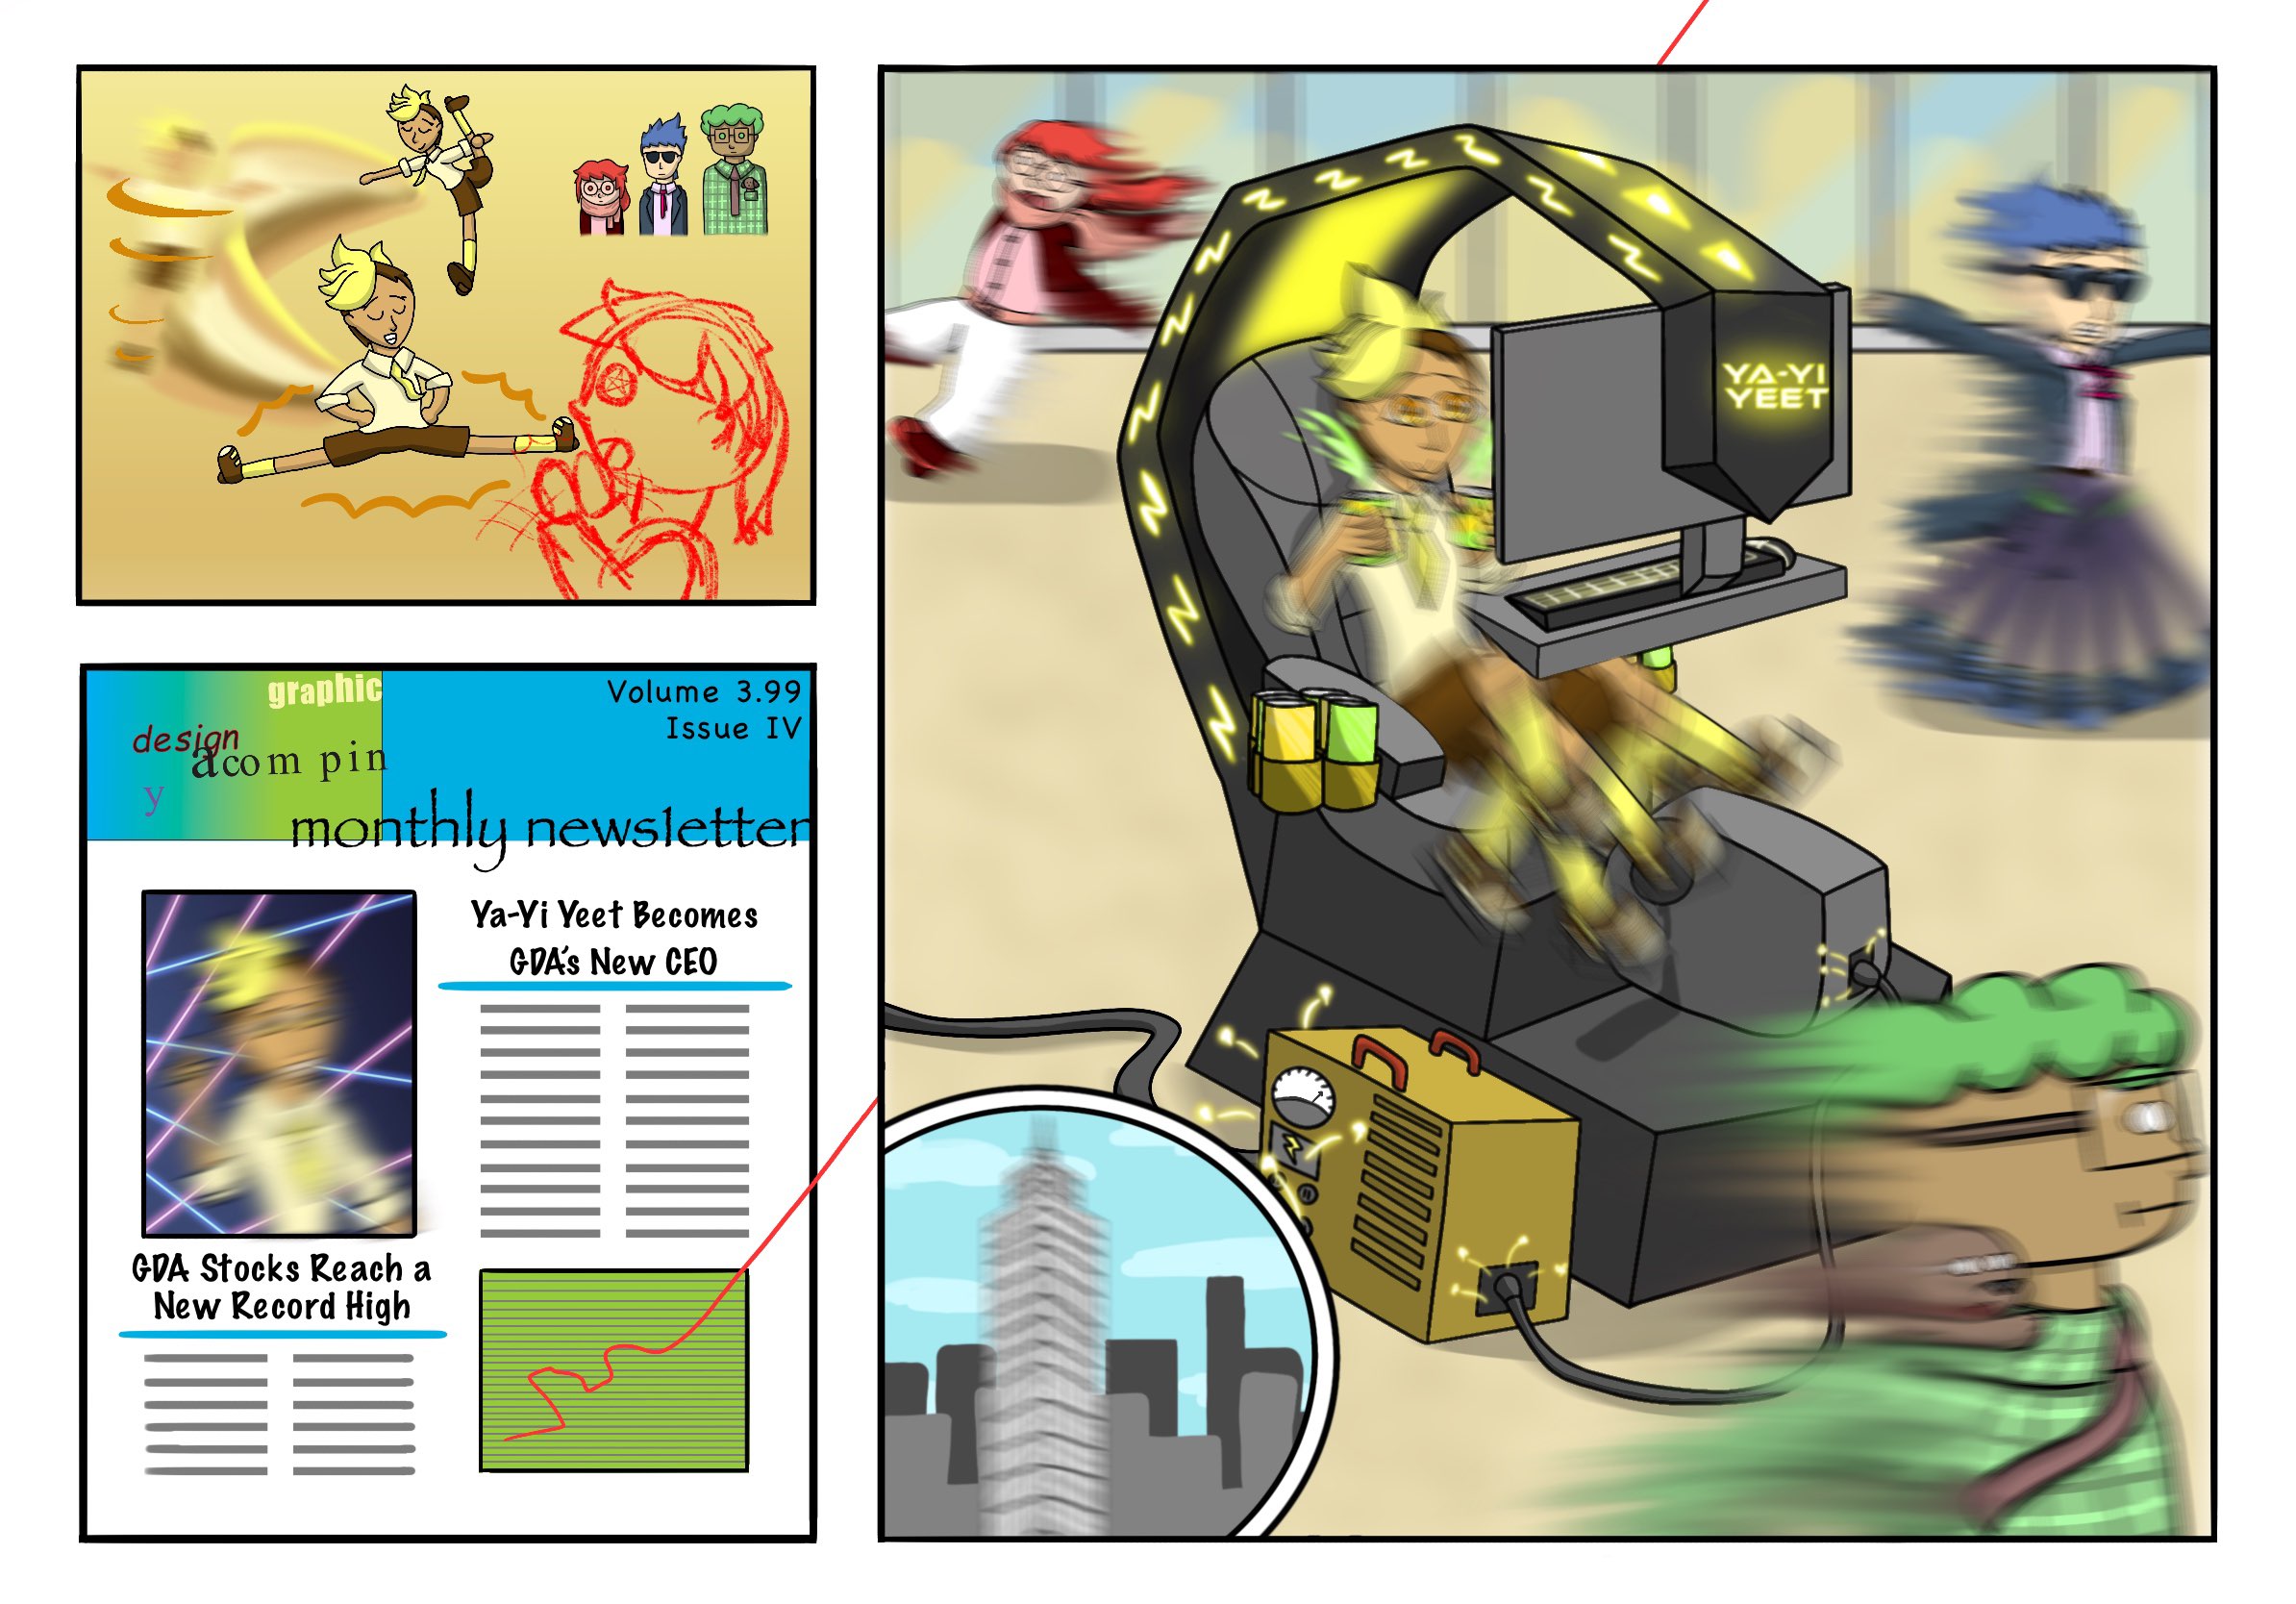 graphic
design
acom pin
y
Volume 3.99
Issue IV
monthly newsletter
Ya-Yi Yeet Becomes
GDA's New CEO
GDA Stocks Reach a
New Record High
YA-YI
YEET